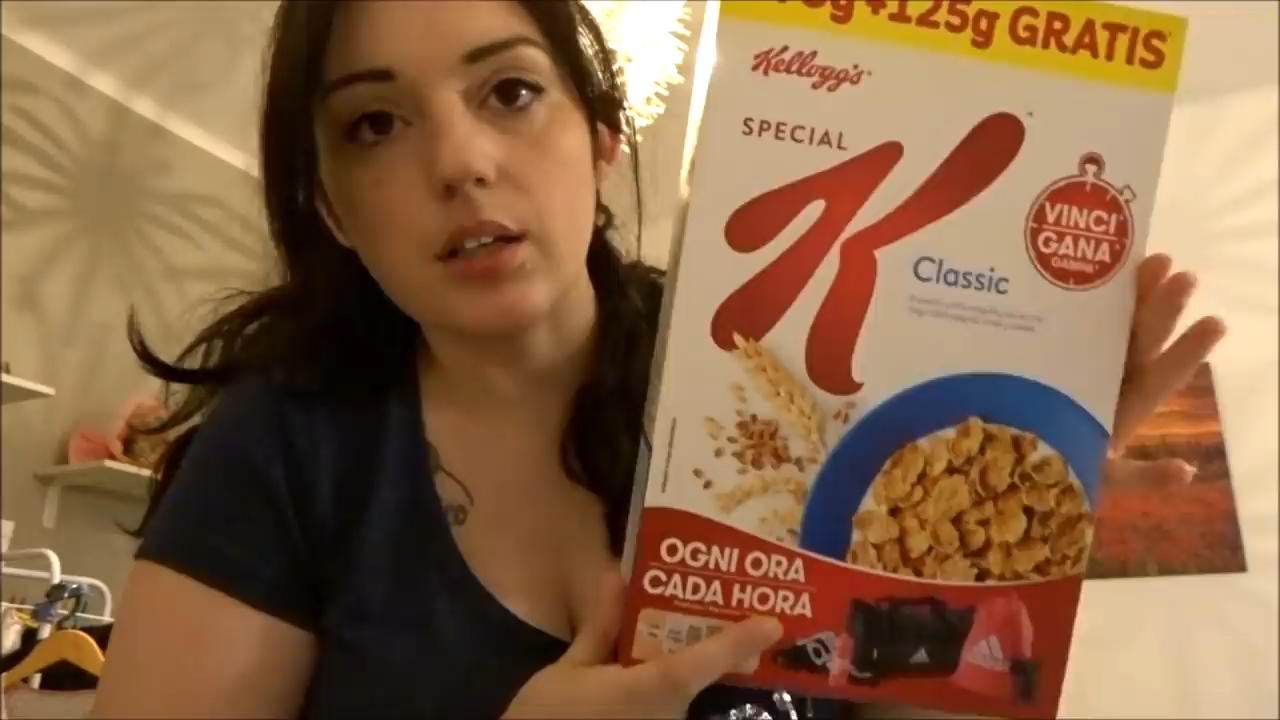 +125g GRATIS
Kellogg's
SPECIAL
K
Classic
VINCI
GANA
OGNI ORA
CADA HORA